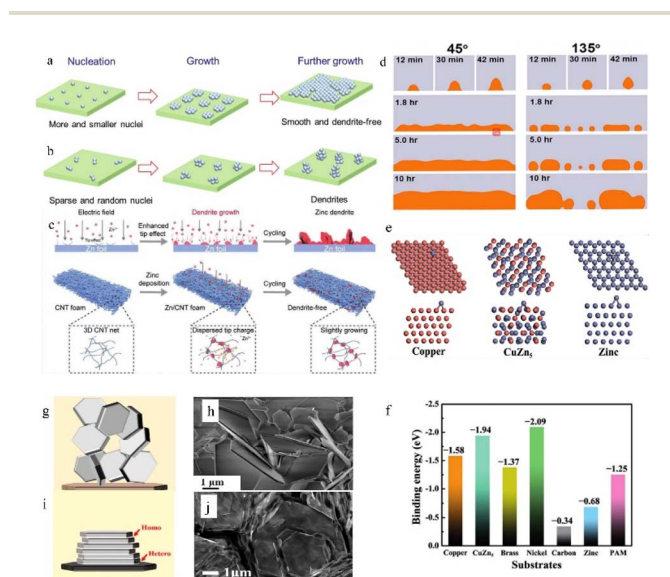 a
Nucleation
Growth
Further growth
More and smaller nuclei
Smooth and dendrite-free
b
Sparse and random nuclei
Dendrites
c
Electric field
Zn²⁺
Zn foil
Enhanced
tip effect
Dendrite growth
Zn foil
Cycling
Zinc dendrite
Zn foil
CNT foam
Zinc
deposition
Zn/CNT foam
Cycling
Dendrite-free
3D CNT net
Dispersed tip charge
Zn²⁺
Slightly growing
d
45°
135°
12 min
30 min
42 min
12 min
30 min
42 min
1.8 hr
1.8 hr
5.0 hr
5.0 hr
10 hr
10 hr
e
Copper
CuZn₅
Zinc
f
Binding energy (eV)
-2.5
-2.0
-1.5
-1.0
-0.5
0.0
−1.58
−1.94
−1.37
−2.09
−0.34
−0.68
−1.25
Copper
CuZn₅
Brass
Nickel
Carbon
Zinc
PAM
Substrates
g
h
1 μm
i
Homo
Hetero
j
1μm